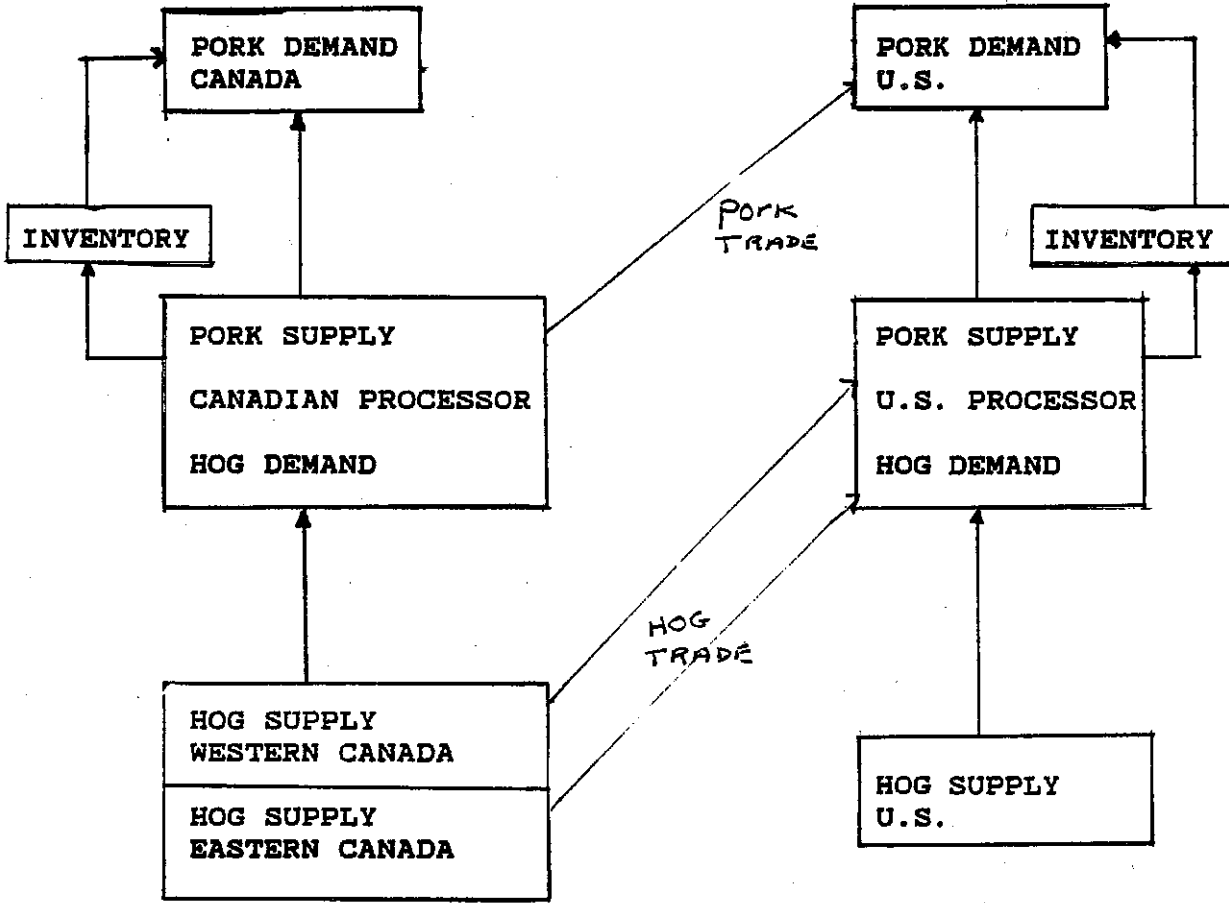 PORK DEMAND
CANADA
PORK DEMAND
U.S.
INVENTORY
PORK
TRADE
INVENTORY
PORK SUPPLY
CANADIAN PROCESSOR
HOG DEMAND
PORK SUPPLY
U.S. PROCESSOR
HOG DEMAND
HOG
TRADE
HOG SUPPLY
WESTERN CANADA
HOG SUPPLY
EASTERN CANADA
HOG SUPPLY
U.S.